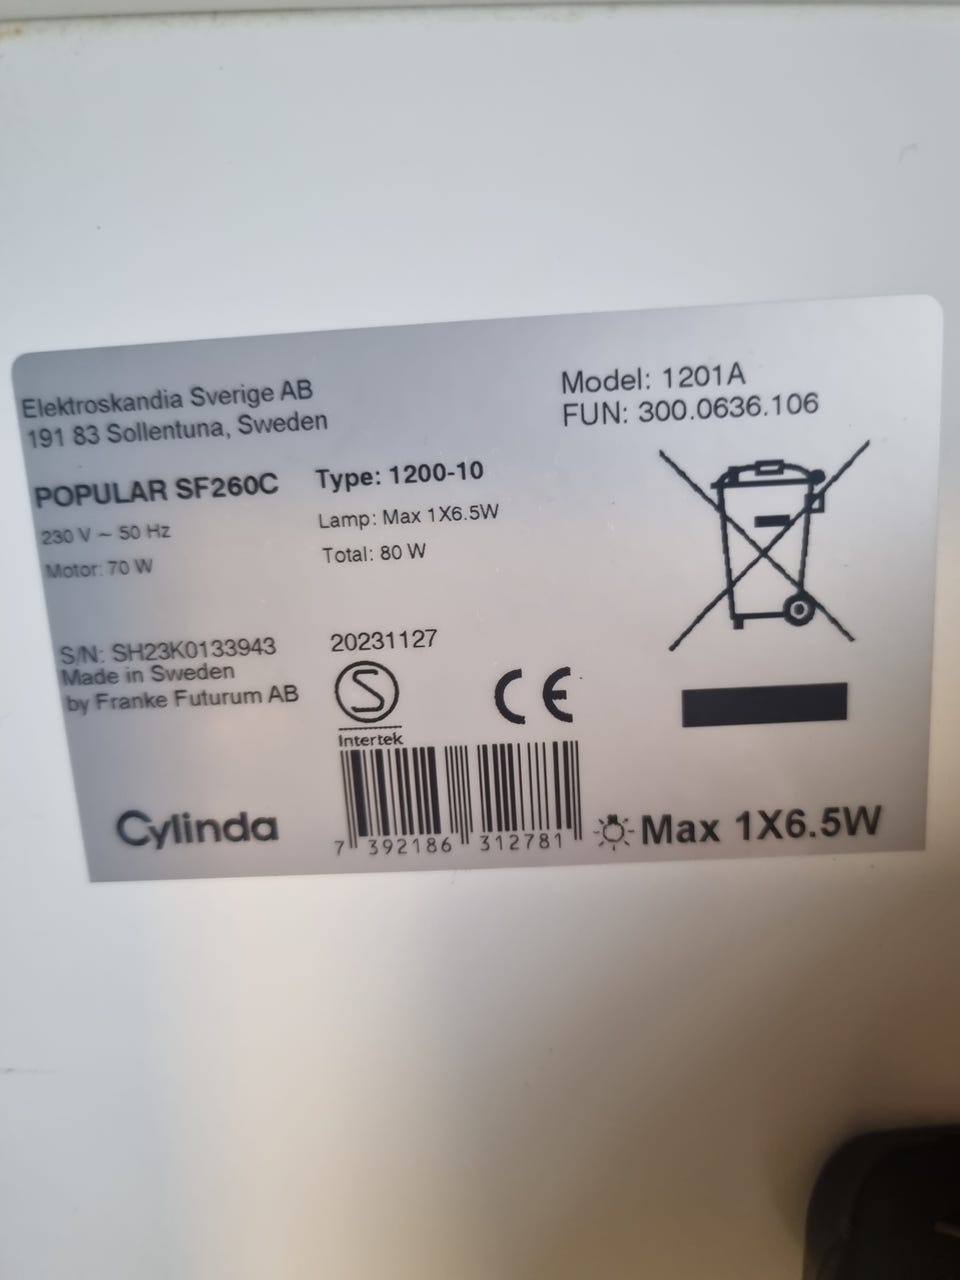 Elektroskandia Sverige AB
191 83 Sollentuna, Sweden
Model: 1201A
FUN: 300.0636.106
POPULAR SF260C
Type: 1200-10
230 V ~ 50 Hz
Lamp: Max 1X6.5W
Motor: 70 W
Total: 80 W
S/N: SH23K0133943
20231127
Made in Sweden
by Franke Futurum AB
S
Intertek
CE
Cylinda
7 392186 312781
Max 1X6.5W